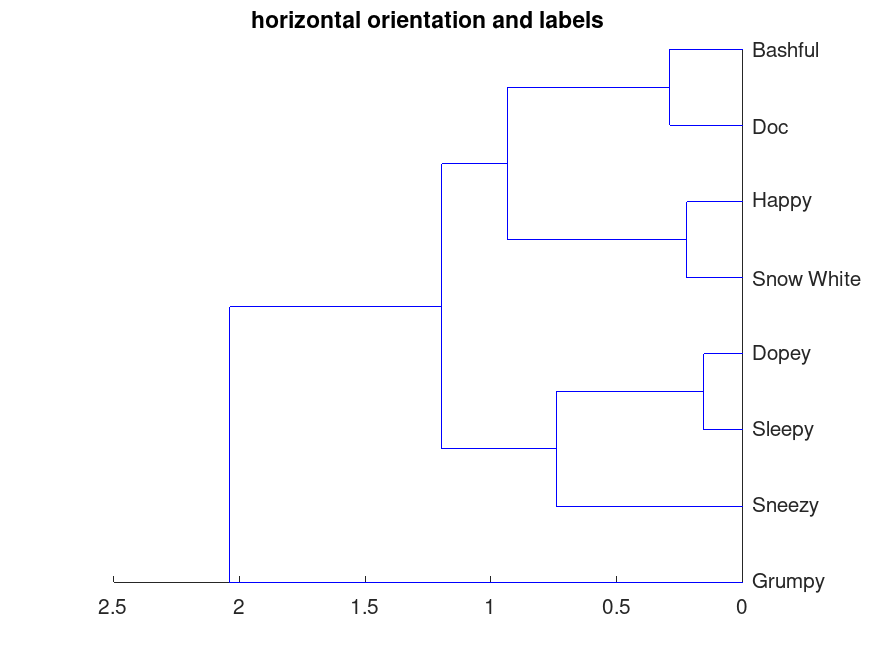 horizontal orientation and labels
Bashful
Doc
Happy
Snow White
Dopey
Sleepy
Sneezy
Grumpy
2.5 2 1.5 1 0.5 0